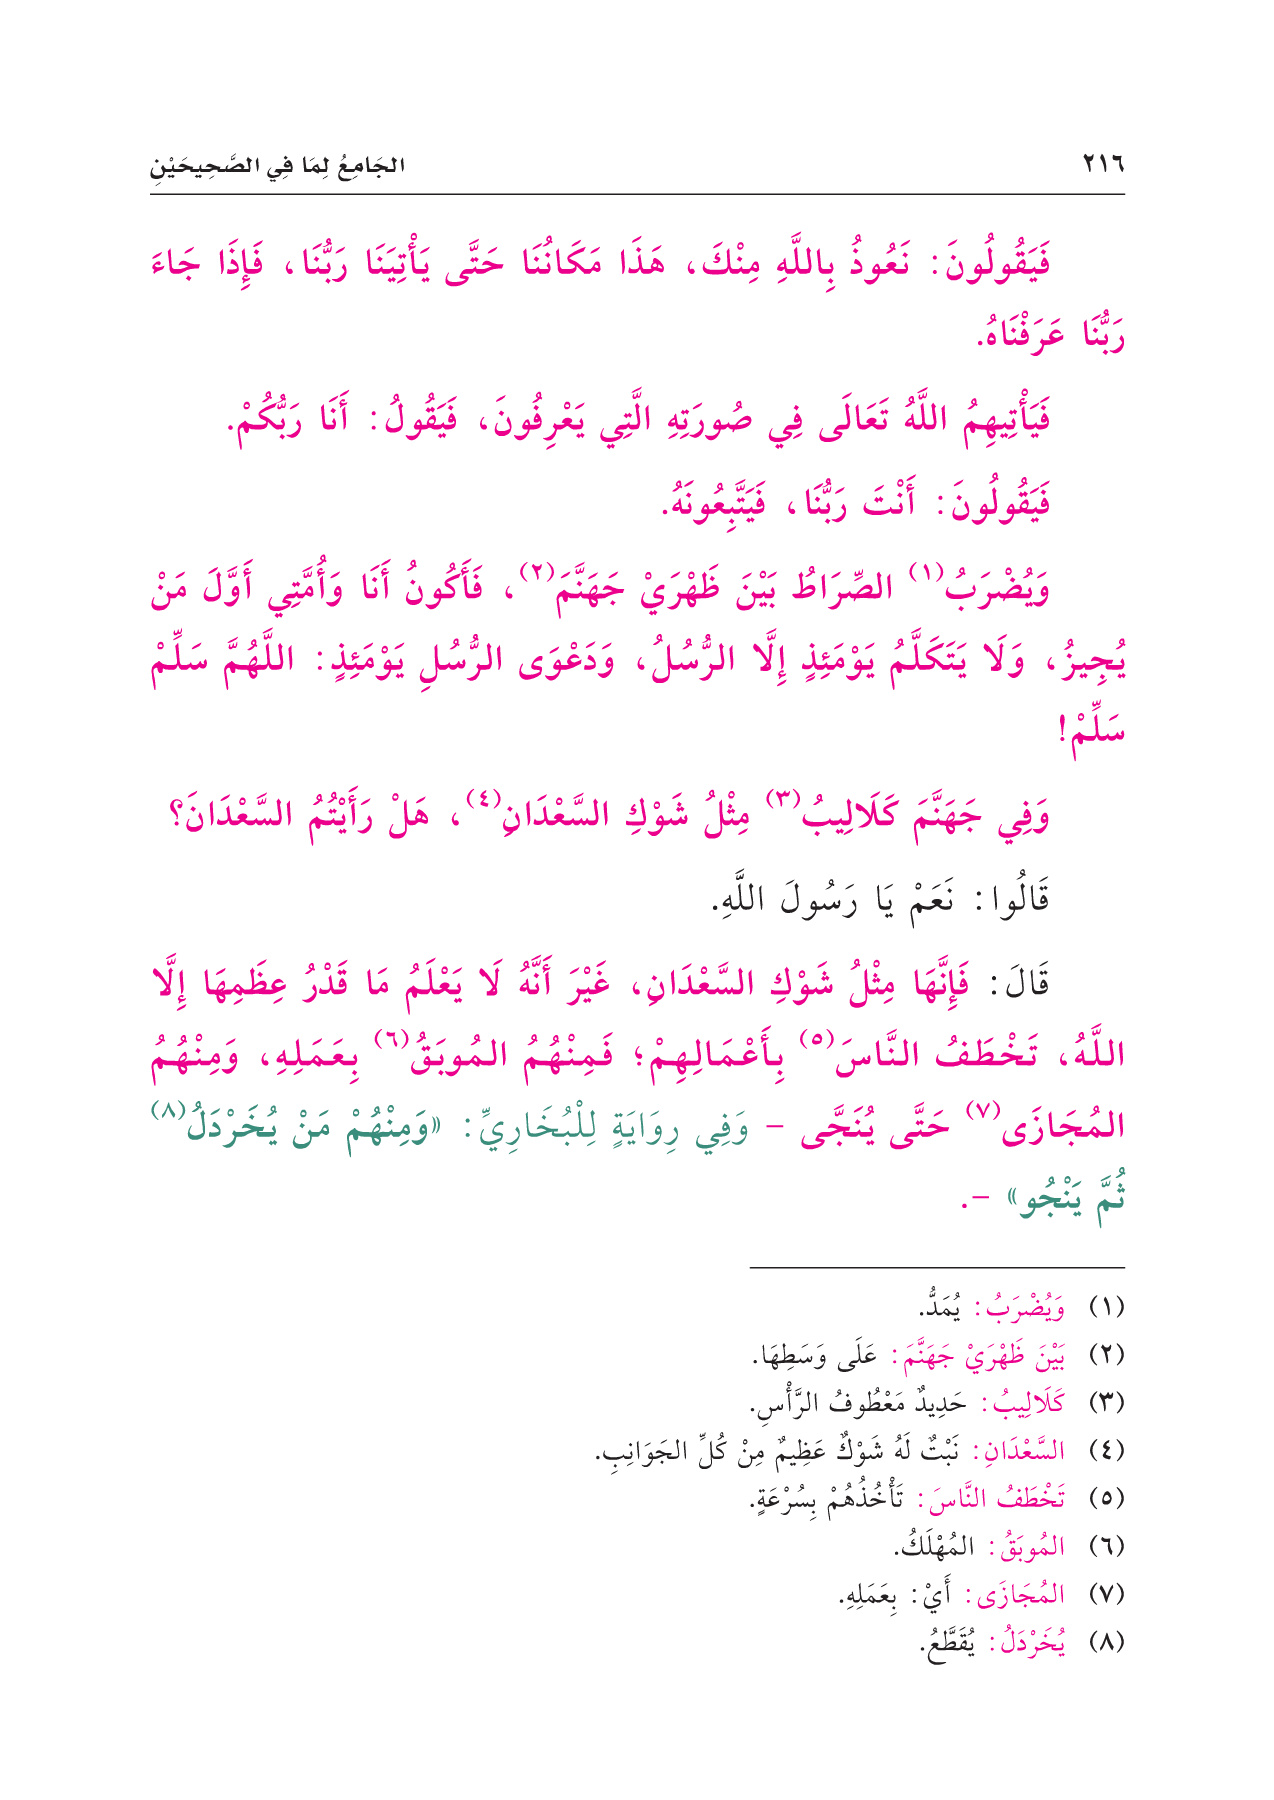 ٢١٦ الجَامِعُ لِمَا فِي الصَّحِيحَيْنِ
فَيَقُولُونَ: نَعُوذُ بِاللَّهِ مِنْكَ، هَذَا مَكَانُنَا حَتَّى يَأْتِيَنَا رَبُّنَا، فَإِذَا جَاءَ
رَبُّنَا عَرَفْنَاهُ.
فَيَأْتِيهِمُ اللَّهُ تَعَالَى فِي صُورَتِهِ الَّتِي يَعْرِفُونَ، فَيَقُولُ: أَنَا رَبُّكُمْ.
فَيَقُولُونَ: أَنْتَ رَبُّنَا، فَيَتَّبِعُونَهُ.
وَيُضْرَبُ(١) الصِّرَاطُ بَيْنَ ظَهْرَيْ جَهَنَّمَ(٢)، فَأَكُونُ أَنَا وَأُمَّتِي أَوَّلَ مَنْ
يُجِيزُ، وَلَا يَتَكَلَّمُ يَوْمَئِذٍ إِلَّا الرُّسُلُ، وَدَعْوَى الرُّسُلِ يَوْمَئِذٍ: اللَّهُمَّ سَلِّمْ
سَلِّمْ!
وَفِي جَهَنَّمَ كَلَالِيبُ(٣) مِثْلُ شَوْكِ السَّعْدَانِ(٤)، هَلْ رَأَيْتُمُ السَّعْدَانَ؟
قَالُوا: نَعَمْ يَا رَسُولَ اللَّهِ.
قَالَ: فَإِنَّهَا مِثْلُ شَوْكِ السَّعْدَانِ، غَيْرَ أَنَّهُ لَا يَعْلَمُ مَا قَدْرُ عِظَمِهَا إِلَّا
اللَّهُ، تَخْطَفُ النَّاسَ(٥) بِأَعْمَالِهِمْ؛ فَمِنْهُمُ المُوبَقُ(٦) بِعَمَلِهِ، وَمِنْهُمُ
المُجَازَى(٧) حَتَّى يُنَجَّى - وَفِي رِوَايَةٍ لِلْبُخَارِيِّ: «وَمِنْهُمْ مَنْ يُخَرْدَلُ(٨)
ثُمَّ يَنْجُو» -.
(١) وَيُضْرَبُ: يُمَدُّ.
(٢) بَيْنَ ظَهْرَيْ جَهَنَّمَ: عَلَى وَسَطِهَا.
(٣) كَلَالِيبُ: حَدِيدٌ مَعْطُوفُ الرَّأْسِ.
(٤) السَّعْدَانِ: نَبْتٌ لَهُ شَوْكٌ عَظِيمٌ مِنْ كُلِّ الجَوَانِبِ.
(٥) تَخْطَفُ النَّاسَ: تَأْخُذُهُمْ بِسُرْعَةٍ.
(٦) المُوبَقُ: المُهْلَكُ.
(٧) المُجَازَى: أَيْ: بِعَمَلِهِ.
(٨) يُخَرْدَلُ: يُقَطَّعُ.